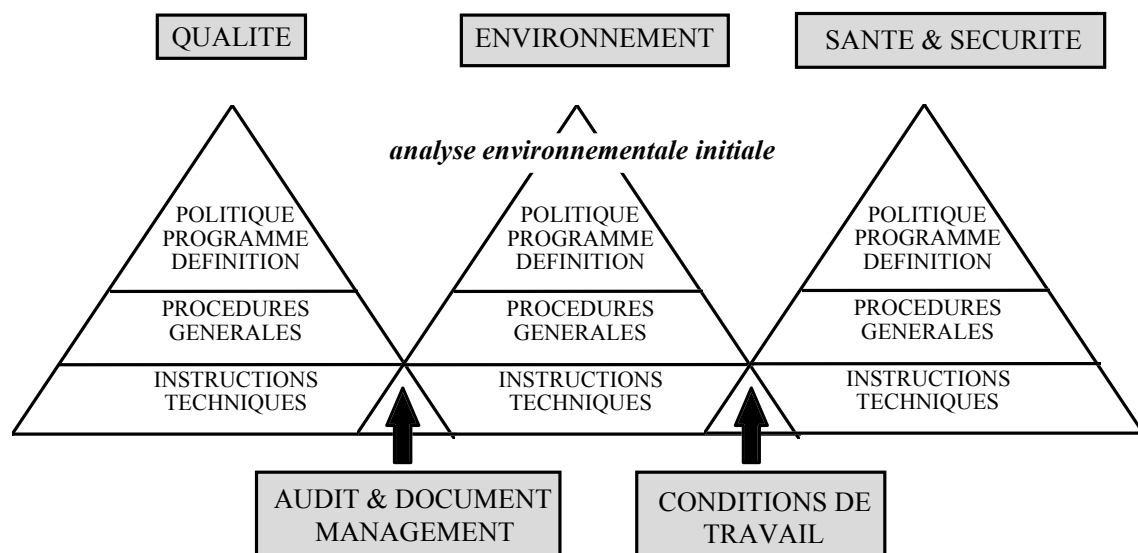 QUALITE
ENVIRONNEMENT
SANTE & SECURITE
analyse environnementale initiale
POLITIQUE
PROGRAMME
DEFINITION
POLITIQUE
PROGRAMME
DEFINITION
POLITIQUE
PROGRAMME
DEFINITION
PROCEDURES
GENERALES
PROCEDURES
GENERALES
PROCEDURES
GENERALES
INSTRUCTIONS
TECHNIQUES
INSTRUCTIONS
TECHNIQUES
INSTRUCTIONS
TECHNIQUES
AUDIT & DOCUMENT
MANAGEMENT
CONDITIONS DE
TRAVAIL